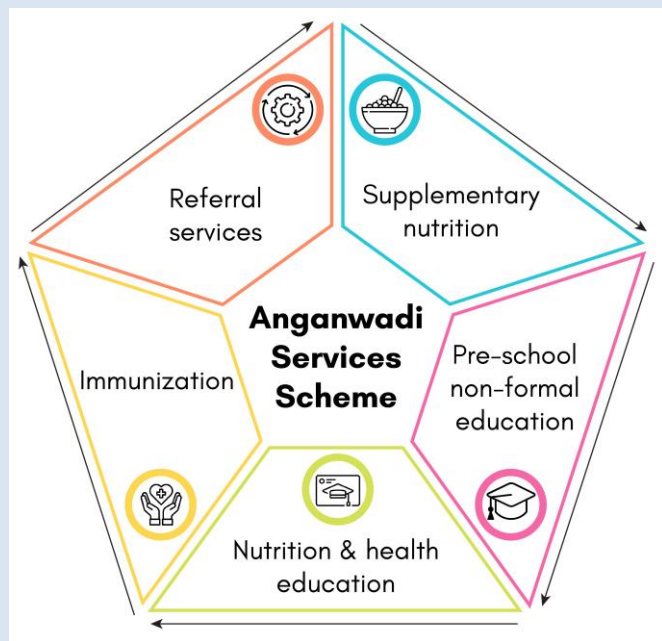 Referral
services
Supplementary
nutrition
Anganwadi
Services
Scheme
Immunization
Pre-school
non-formal
education
Nutrition & health
education